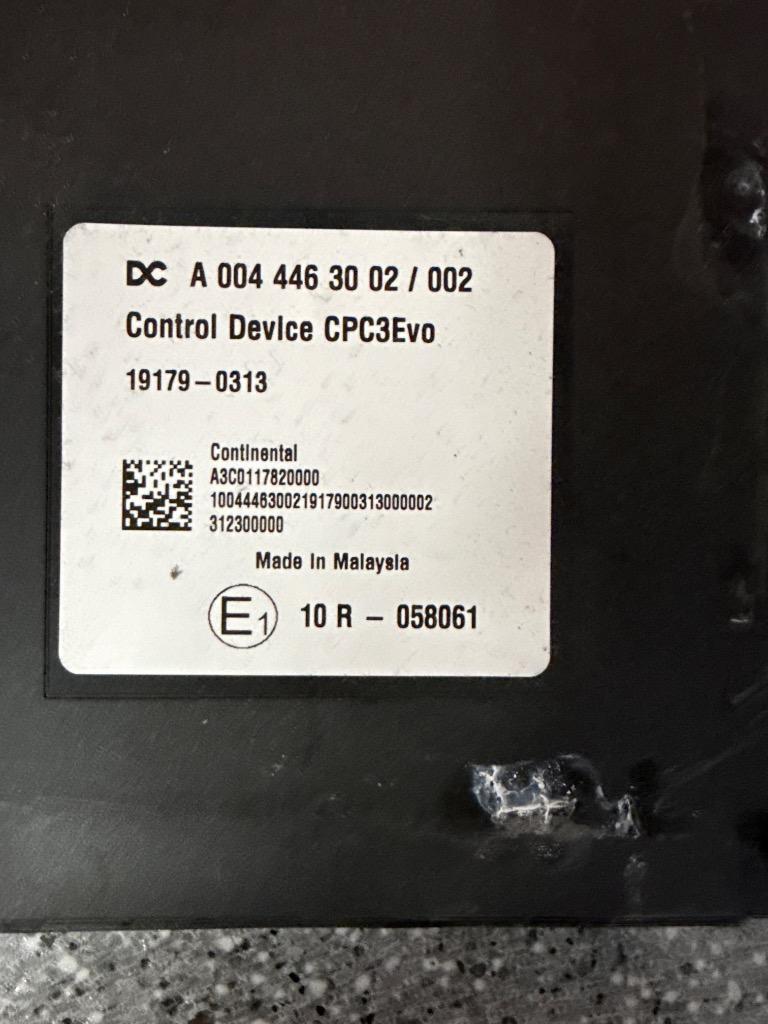 DC A 004 446 30 02 / 002
Control Device CPC3Evo
19179-0313
Continental
A3C0117820000
10044463002191790031300002
312300000
Made In Malaysia
E1 10 R - 058061